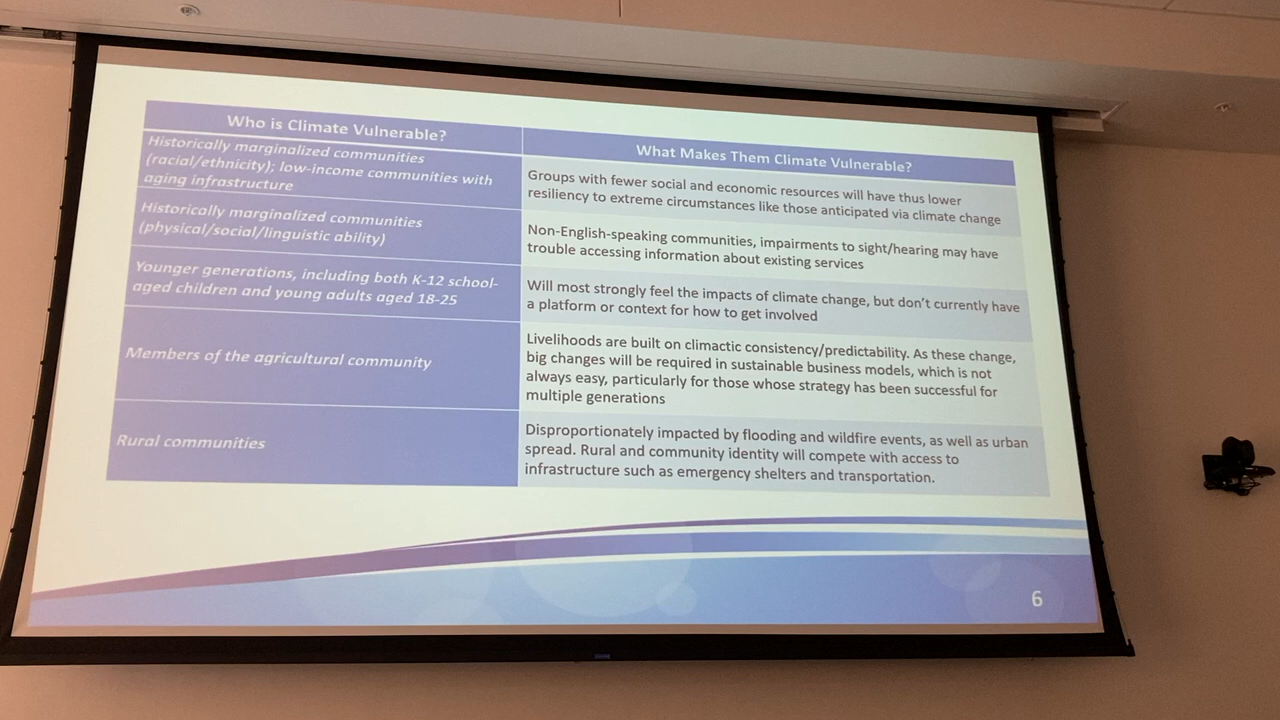 Who is Climate Vulnerable?
What Makes Them Climate Vulnerable?
Historically marginalized communities
(racial/ethnicity); low-income communities with
aging infrastructure
Groups with fewer social and economic resources will have thus lower
resiliency to extreme circumstances like those anticipated via climate change
Historically marginalized communities
(physical/social/linguistic ability)
Non-English-speaking communities, impairments to sight/hearing may have
trouble accessing information about existing services
Younger generations, including both K-12 school-
aged children and young adults aged 18-25
Will most strongly feel the impacts of climate change, but don't currently have
a platform or context for how to get involved
Members of the agricultural community
Livelihoods are built on climactic consistency/predictability. As these change,
big changes will be required in sustainable business models, which is not
always easy, particularly for those whose strategy has been successful for
multiple generations
Rural communities
Disproportionately impacted by flooding and wildfire events, as well as urban
spread. Rural and community identity will compete with access to
infrastructure such as emergency shelters and transportation.
6